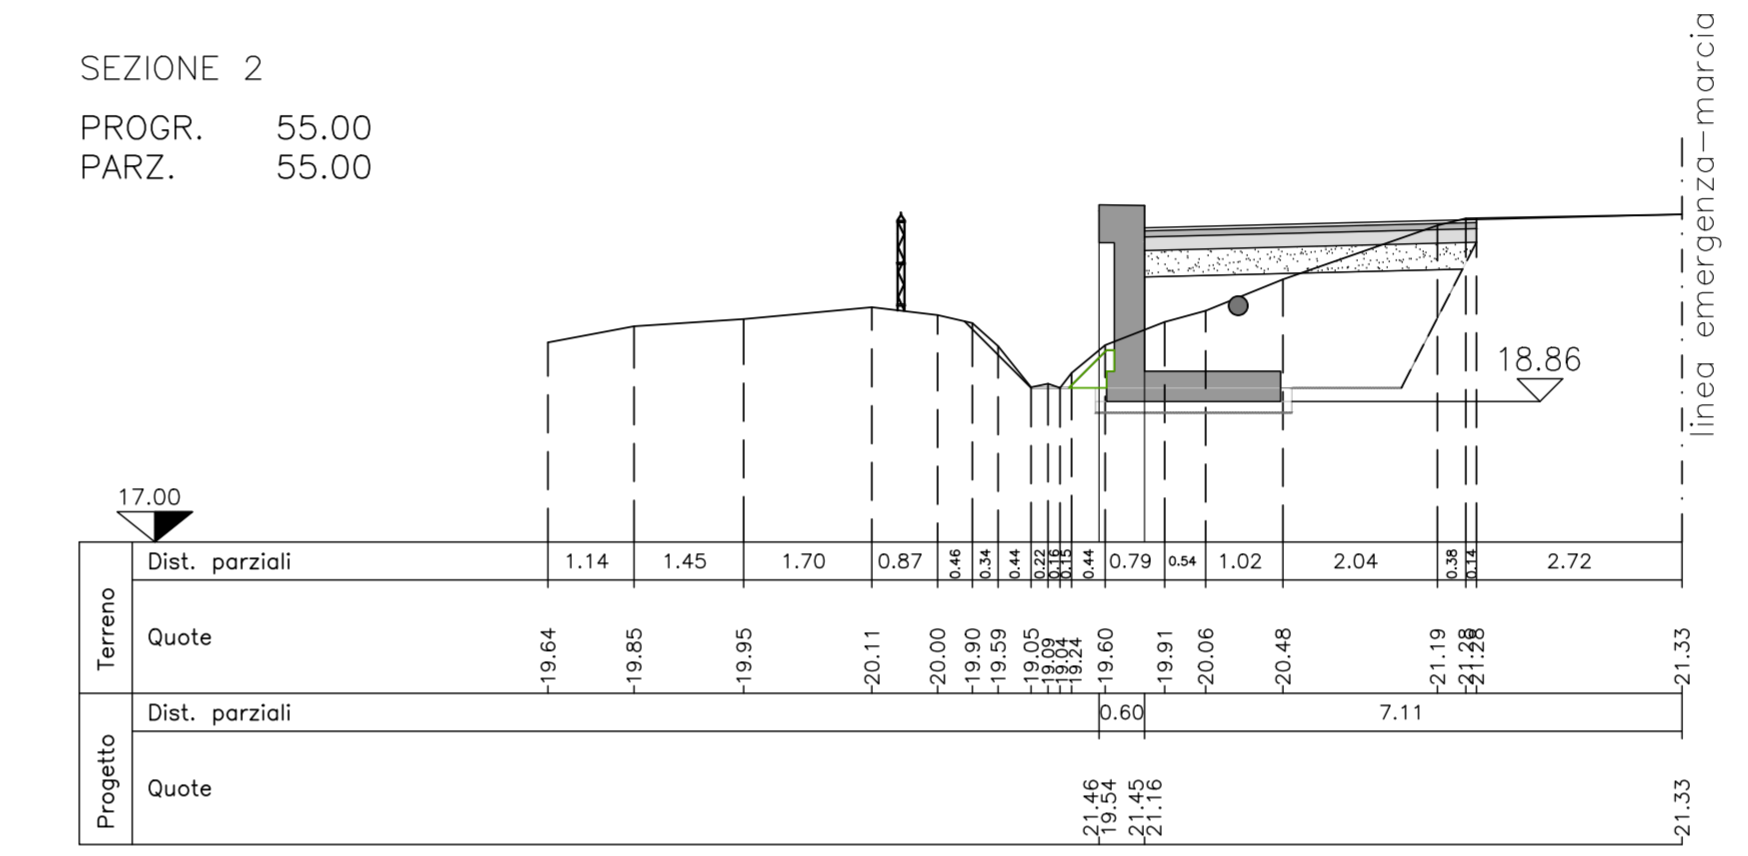 SEZIONE 2
PROGR. 55.00
PARZ. 55.00
linea emergenza-marcia
18.86
17.00
Terreno
Dist. parziali 1.14 1.45 1.70 0.87 0.46 0.34 0.44 0.22 0.16 0.15 0.44 0.79 0.54 1.02 2.04 0.38 0.14 2.72
Quote 19.64 19.85 19.95 20.11 20.00 19.90 19.59 19.05 19.09 19.04 19.24 19.60 19.91 20.06 20.48 21.19 21.28 21.28 21.33
Progetto
Dist. parziali 0.60 7.11
Quote 21.46 19.54 21.45 21.16 21.33